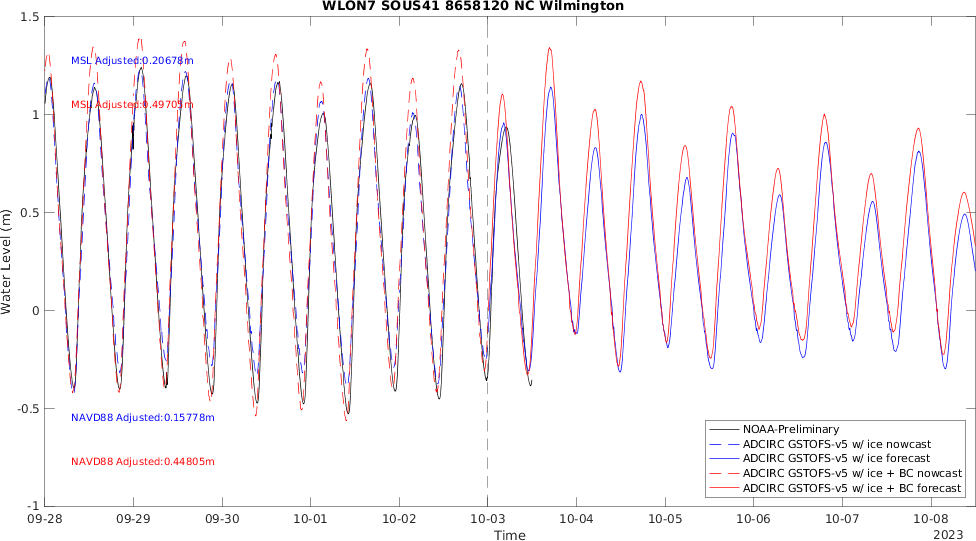 WLON7 SOUS41 8658120 NC Wilmington
1.5
1
0.5
0
-0.5
-1
Water Level (m)
MSL Adjusted:0.20678m
MSL Adjusted:0.49705m
NAVD88 Adjusted:0.15778m
NAVD88 Adjusted:0.44805m
NOAA-Preliminary
ADCIRC GSTOFS-v5 w/ ice nowcast
ADCIRC GSTOFS-v5 w/ ice forecast
ADCIRC GSTOFS-v5 w/ ice + BC nowcast
ADCIRC GSTOFS-v5 w/ ice + BC forecast
09-28 09-29 09-30 10-01 10-02 10-03 10-04 10-05 10-06 10-07 10-08
Time
2023